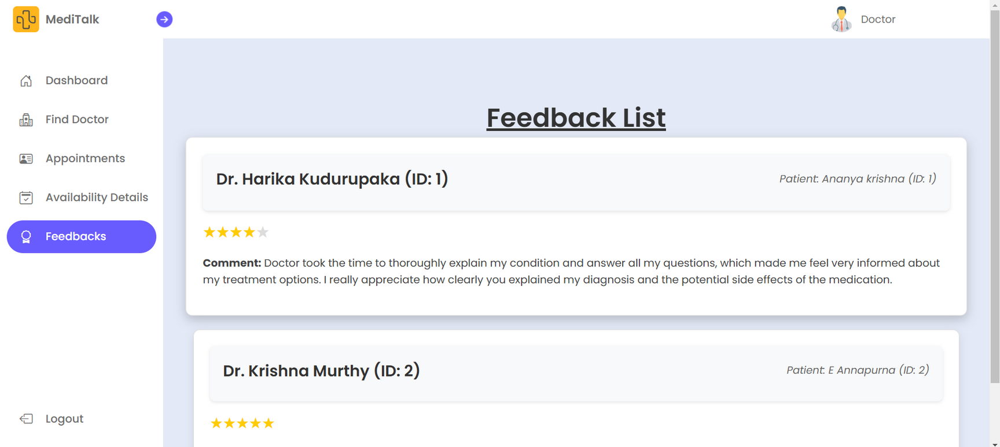 MediTalk
Doctor
Dashboard
Find Doctor
Appointments
Availability Details
Feedbacks
Logout
Feedback List
Dr. Harika Kudurupaka (ID: 1)
Patient: Ananya krishna (ID: 1)
Comment: Doctor took the time to thoroughly explain my condition and answer all my questions, which made me feel very informed about
my treatment options. I really appreciate how clearly you explained my diagnosis and the potential side effects of the medication.
Dr. Krishna Murthy (ID: 2)
Patient: E Annapurna (ID: 2)